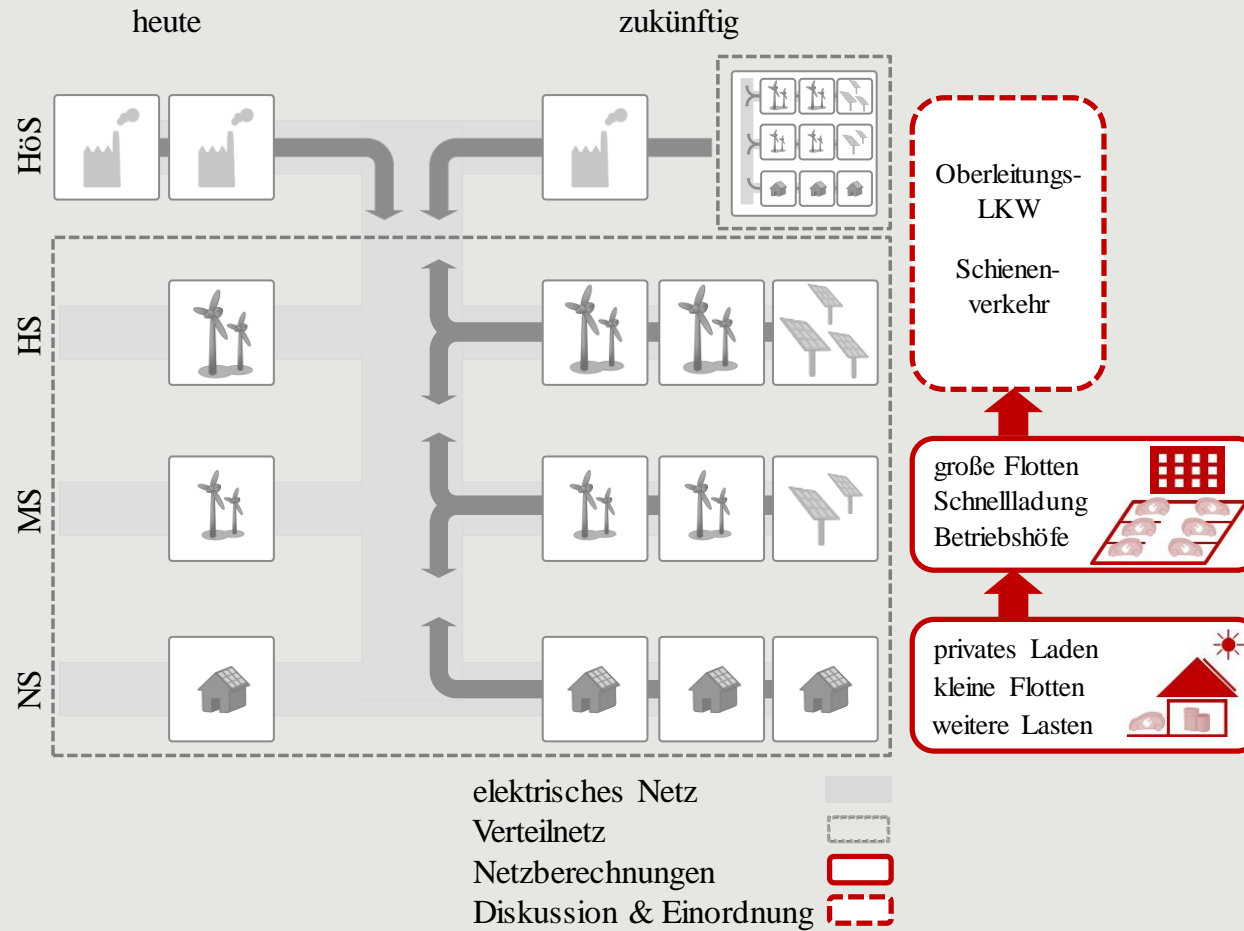 heute
zukünftig
HöS
HS
MS
NS
Oberleitungs-
LKW
Schienen-
verkehr
große Flotten
Schnellladung
Betriebshöfe
privates Laden
kleine Flotten
weitere Lasten
elektrisches Netz
Verteilnetz
Netzberechnungen
Diskussion & Einordnung